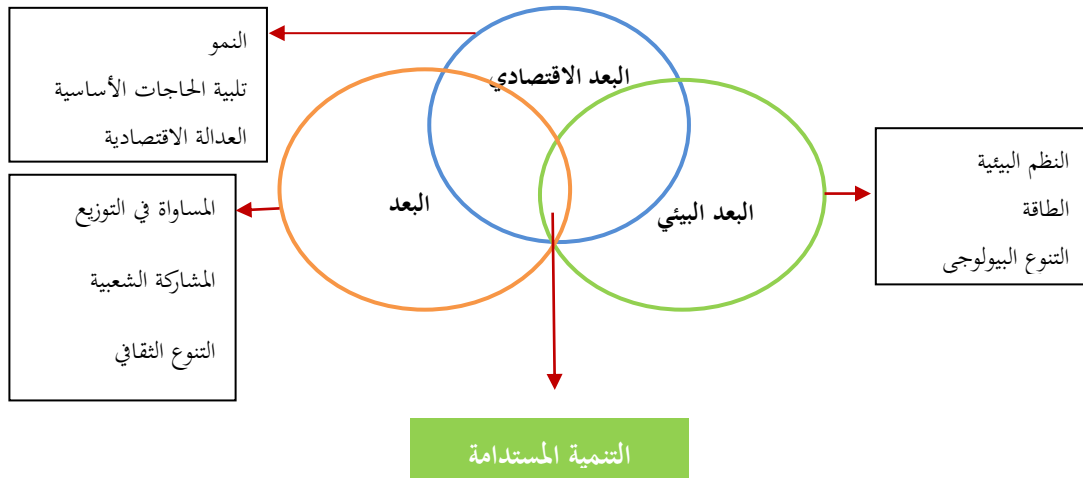 النمو
تلبية الحاجات الأساسية
العدالة الاقتصادية
البعد الاقتصادي
النظم البيئية
الطاقة
التنوع البيولوجى
البعد البيئي
البعد
المساواة في التوزيع
المشاركة الشعبية
التنوع الثقافي
التنمية المستدامة